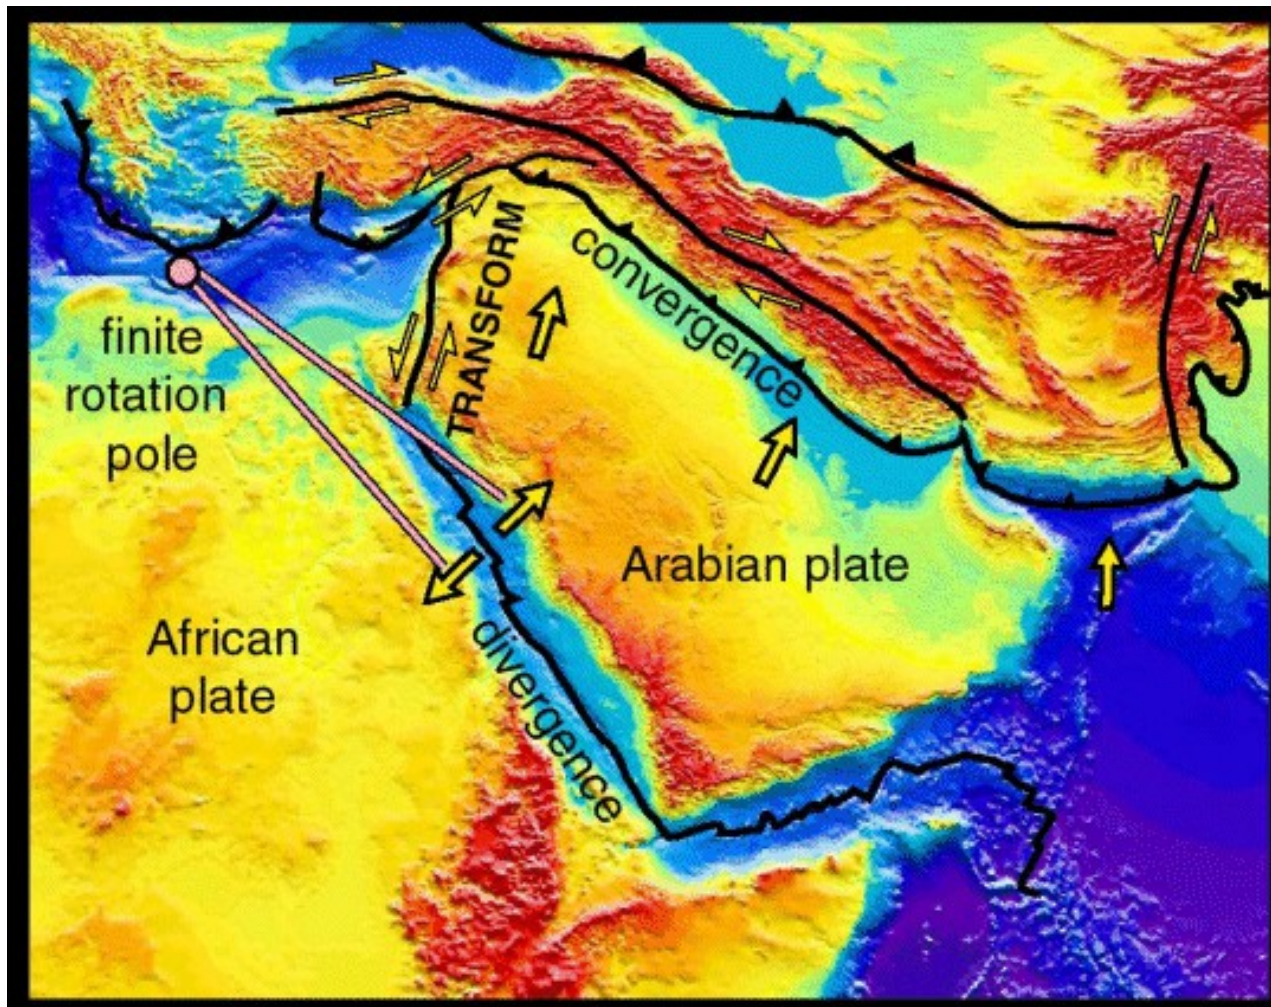 TRANSFORM
convergence
finite
rotation
pole
Arabian plate
African
plate
divergence